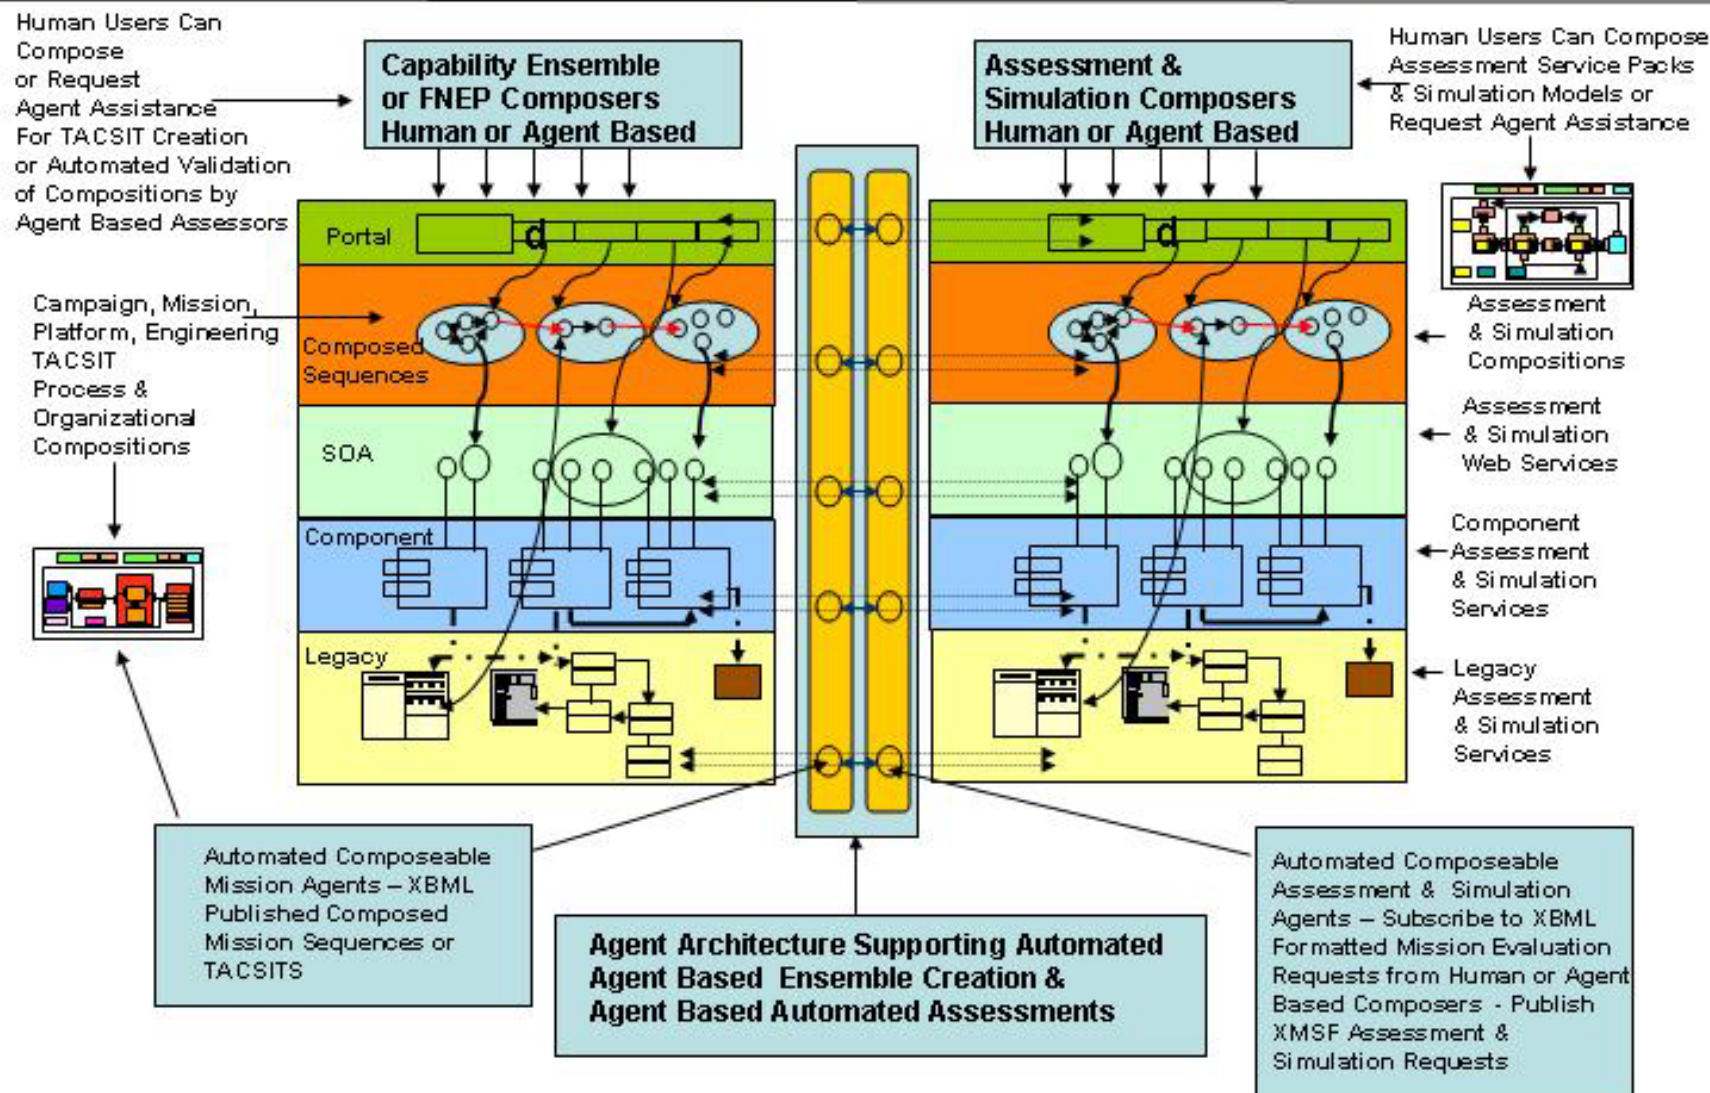 Human Users Can
Compose
or Request
Agent Assistance
For TACSIT Creation
or Automated Validation
of Compositions by
Agent Based Assessors
Capability Ensemble
or FNEP Composers
Human or Agent Based
Assessment &
Simulation Composers
Human or Agent Based
Human Users Can Compose
Assessment Service Packs
& Simulation Models or
Request Agent Assistance
Portal
d
d
Campaign, Mission,
Platform, Engineering
TACSIT
Process &
Organizational
Compositions
Composed
Sequences
SOA
Component
Legacy
Assessment
& Simulation
Compositions
Assessment
& Simulation
Web Services
Component
Assessment
& Simulation
Services
Legacy
Assessment
& Simulation
Services
Automated Composeable
Mission Agents – XBML
Published Composed
Mission Sequences or
TACSITS
Agent Architecture Supporting Automated
Agent Based Ensemble Creation &
Agent Based Automated Assessments
Automated Composeable
Assessment & Simulation
Agents – Subscribe to XBML
Formatted Mission Evaluation
Requests from Human or Agent
Based Composers - Publish
XMSF Assessment &
Simulation Requests